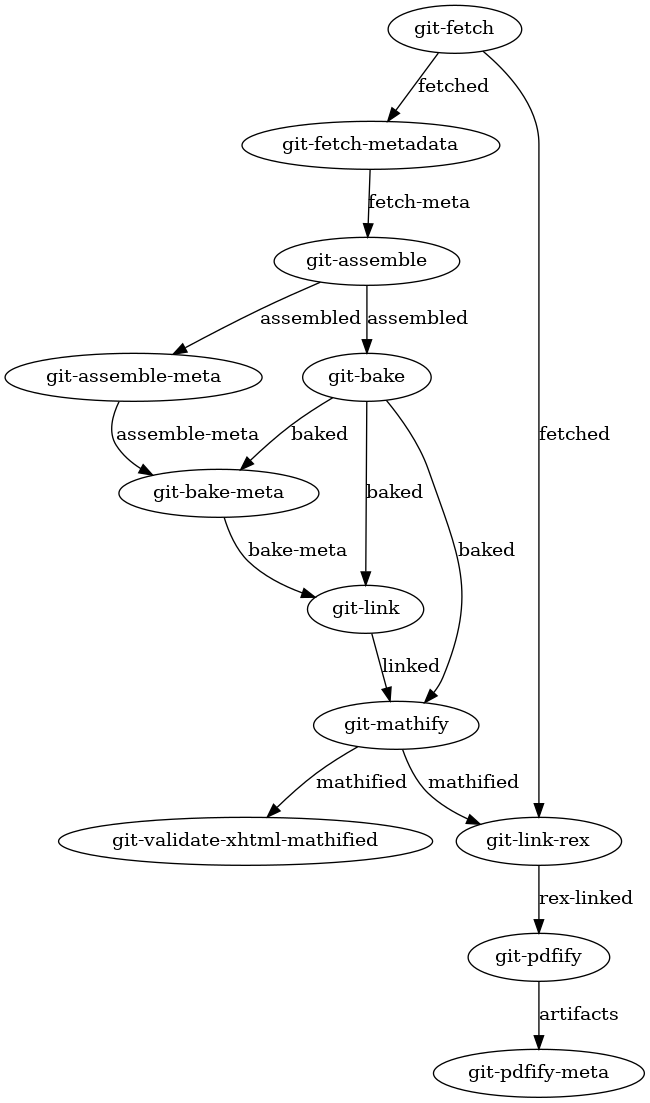 git-fetch
fetched
git-fetch-metadata
fetch-meta
git-assemble
assembled
assembled
git-assemble-meta
git-bake
assemble-meta
baked
fetched
git-bake-meta
baked
bake-meta
baked
git-link
linked
git-mathify
mathified
mathified
git-validate-xhtml-mathified
git-link-rex
rex-linked
git-pdfify
artifacts
git-pdfify-meta